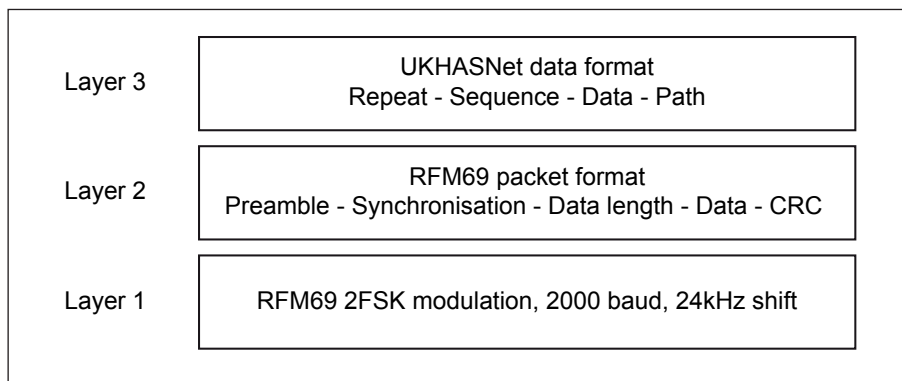 Layer 3
UKHASNet data format
Repeat - Sequence - Data - Path
Layer 2
RFM69 packet format
Preamble - Synchronisation - Data length - Data - CRC
Layer 1
RFM69 2FSK modulation, 2000 baud, 24kHz shift